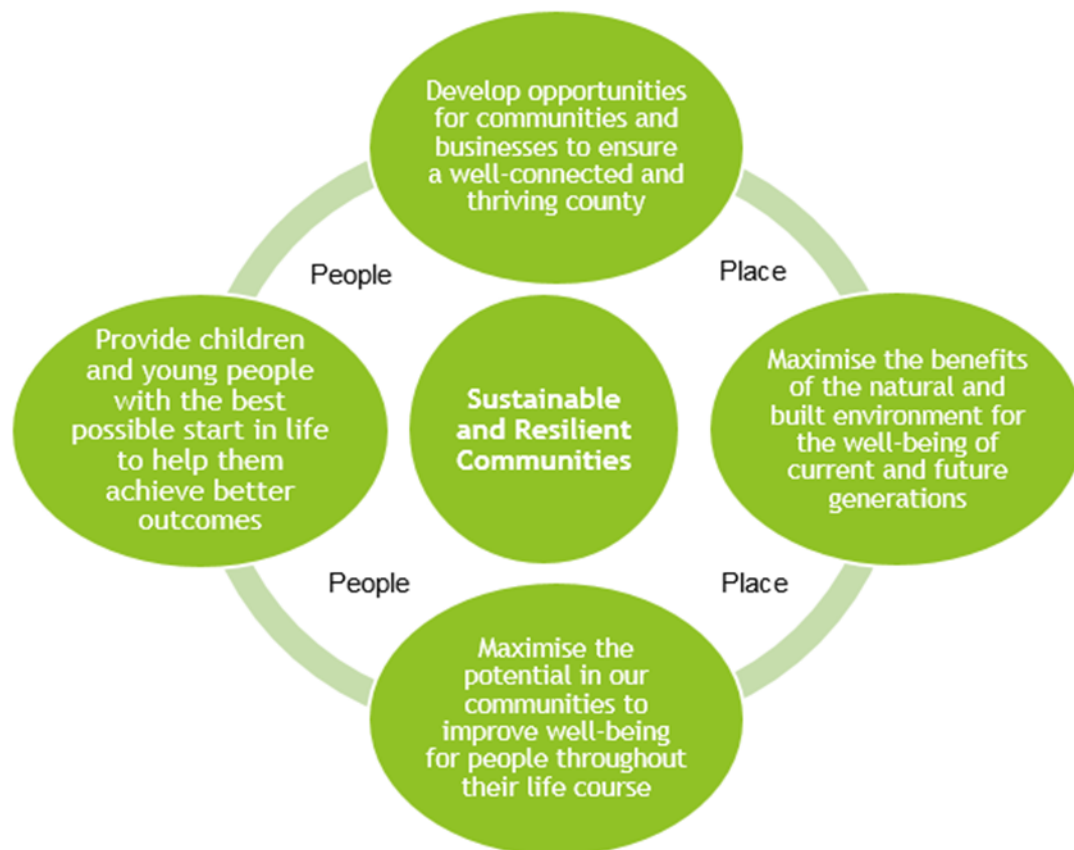 Develop opportunities
for communities and
businesses to ensure
a well-connected and
thriving county
People
Place
Provide children
and young people
with the best
possible start in life
to help them
achieve better
outcomes
Sustainable
and Resilient
Communities
Maximise the benefits
of the natural and
built environment for
the well-being of
current and future
generations
People
Place
Maximise the
potential in our
communities to
improve well-being
for people throughout
their life course